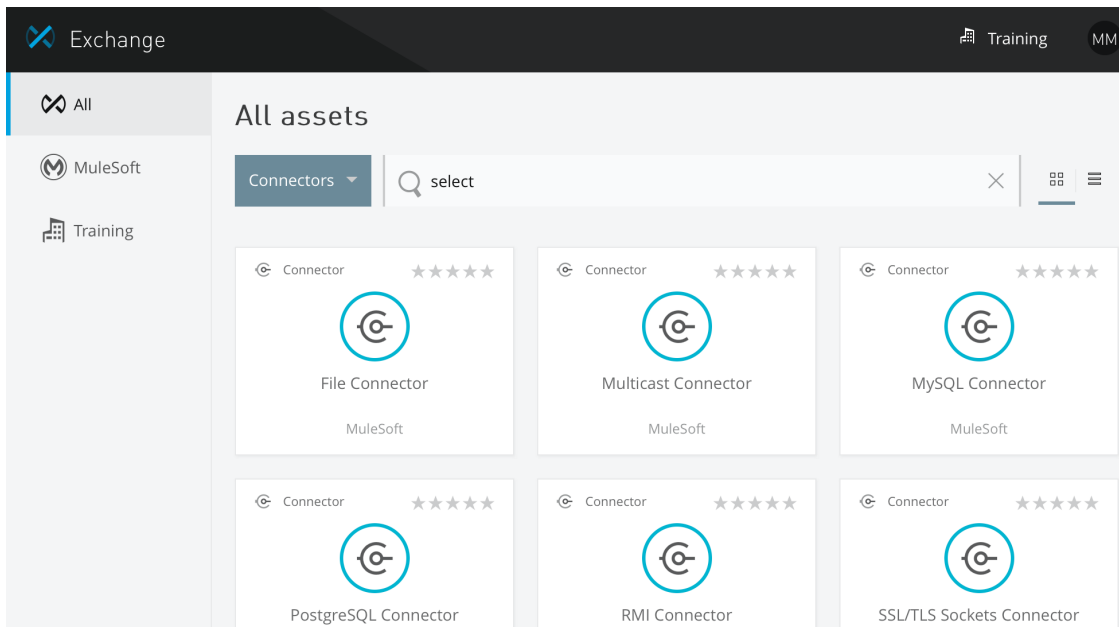 Exchange
Training
MM
All
MuleSoft
Training
All assets
Connectors
select
Connector
File Connector
MuleSoft
Connector
Multicast Connector
MuleSoft
Connector
MySQL Connector
MuleSoft
Connector
PostgreSQL Connector
Connector
RMI Connector
Connector
SSL/TLS Sockets Connector